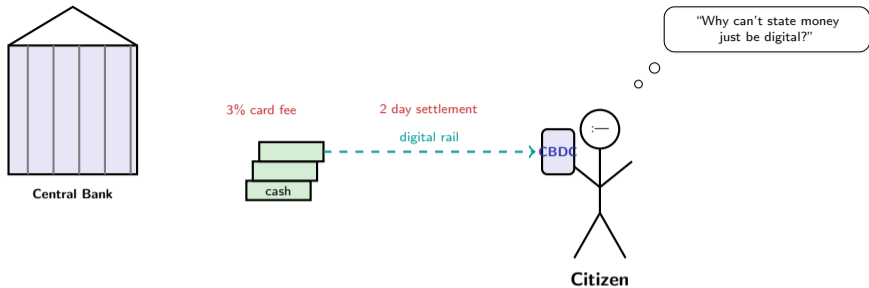 “Why can’t state money
just be digital?”
3% card fee
2 day settlement
digital rail
:—
CBDC
cash
Central Bank
Citizen